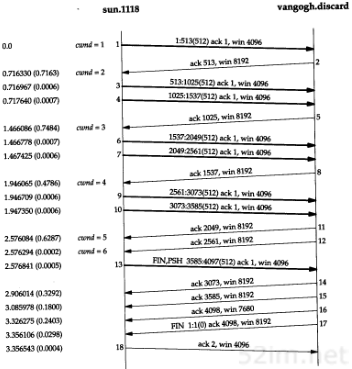 sun.1118 vangogh.discard
0.0 cwnd = 1 1 1:513(512) ack 1, win 4096
0.716330 (0.7163) cwnd = 2 ack 513, win 8192 2
0.716967 (0.0006) 3 513:1025(512) ack 1, win 4096
0.717640 (0.0007) 4 1025:1537(512) ack 1, win 4096
1.466086 (0.7484) cwnd = 3 ack 1025, win 8192 5
1.466778 (0.0007) 6 1537:2049(512) ack 1, win 4096
1.467425 (0.0006) 7 2049:2561(512) ack 1, win 4096
1.946065 (0.4786) cwnd = 4 ack 1537, win 8192 8
1.946709 (0.0006) 9 2561:3073(512) ack 1, win 4096
1.947350 (0.0006) 10 3073:3585(512) ack 1, win 4096
2.576084 (0.6287) cwnd = 5 ack 2049, win 8192 11
2.576294 (0.0002) cwnd = 6 ack 2561, win 8192 12
2.576841 (0.0005) 13 FIN,PSH 3585:4097(512) ack 1, win 4096
2.906014 (0.3292) ack 3073, win 8192 14
3.085978 (0.1800) ack 3585, win 8192 15
3.326275 (0.2403) ack 4098, win 7680 16
3.356106 (0.0298) FIN 1:1(0) ack 4098, win 8192 17
3.356543 (0.0004) 18 ack 2, win 4096
52im.net